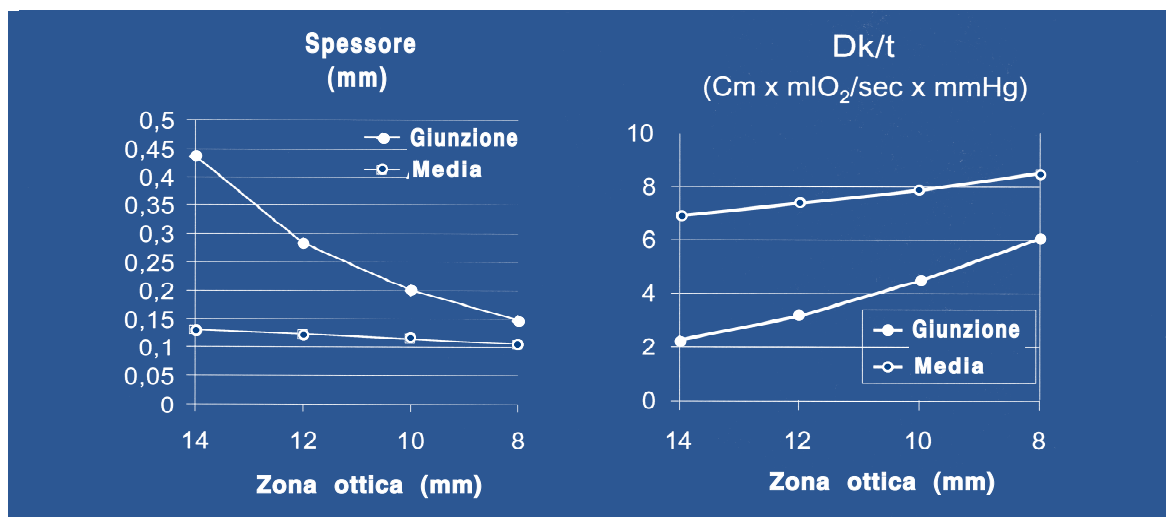 Spessore
(mm)
0,5
0,45
0,4
0,35
0,3
0,25
0,2
0,15
0,1
0,05
0
Giunzione
Media
14 12 10 8
Zona ottica (mm)
Dk/t
(Cm x mlO₂/sec x mmHg)
10
8
6
4
2
0
Giunzione
Media
14 12 10 8
Zona ottica (mm)